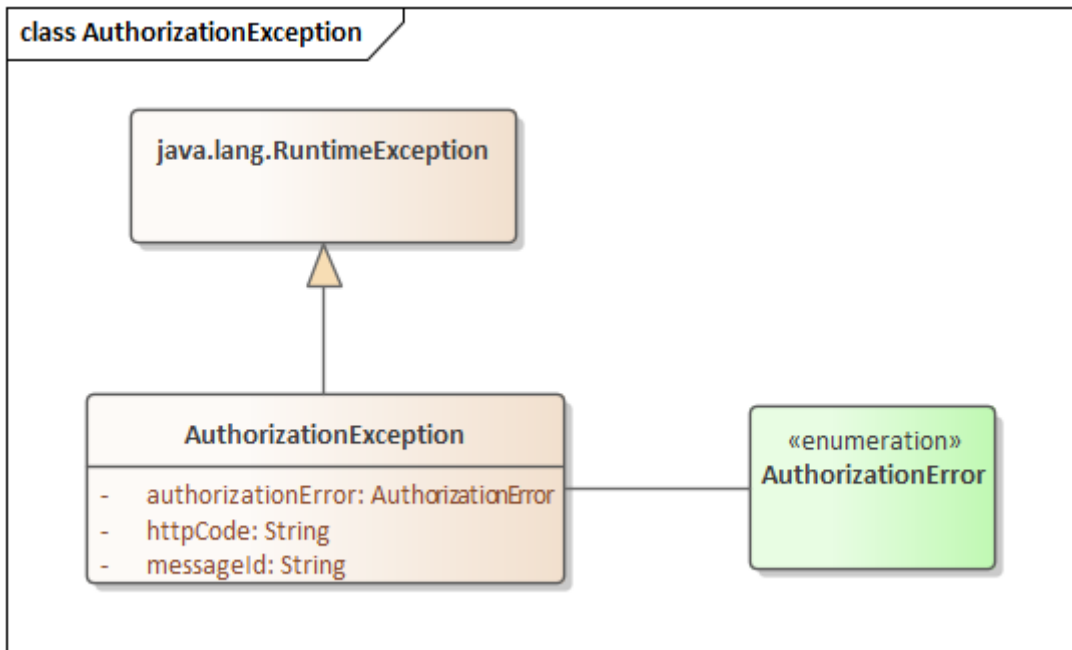 class AuthorizationException
java.lang.RuntimeException
AuthorizationException
- authorizationError: AuthorizationError
- httpCode: String
- messageId: String
«enumeration»
AuthorizationError